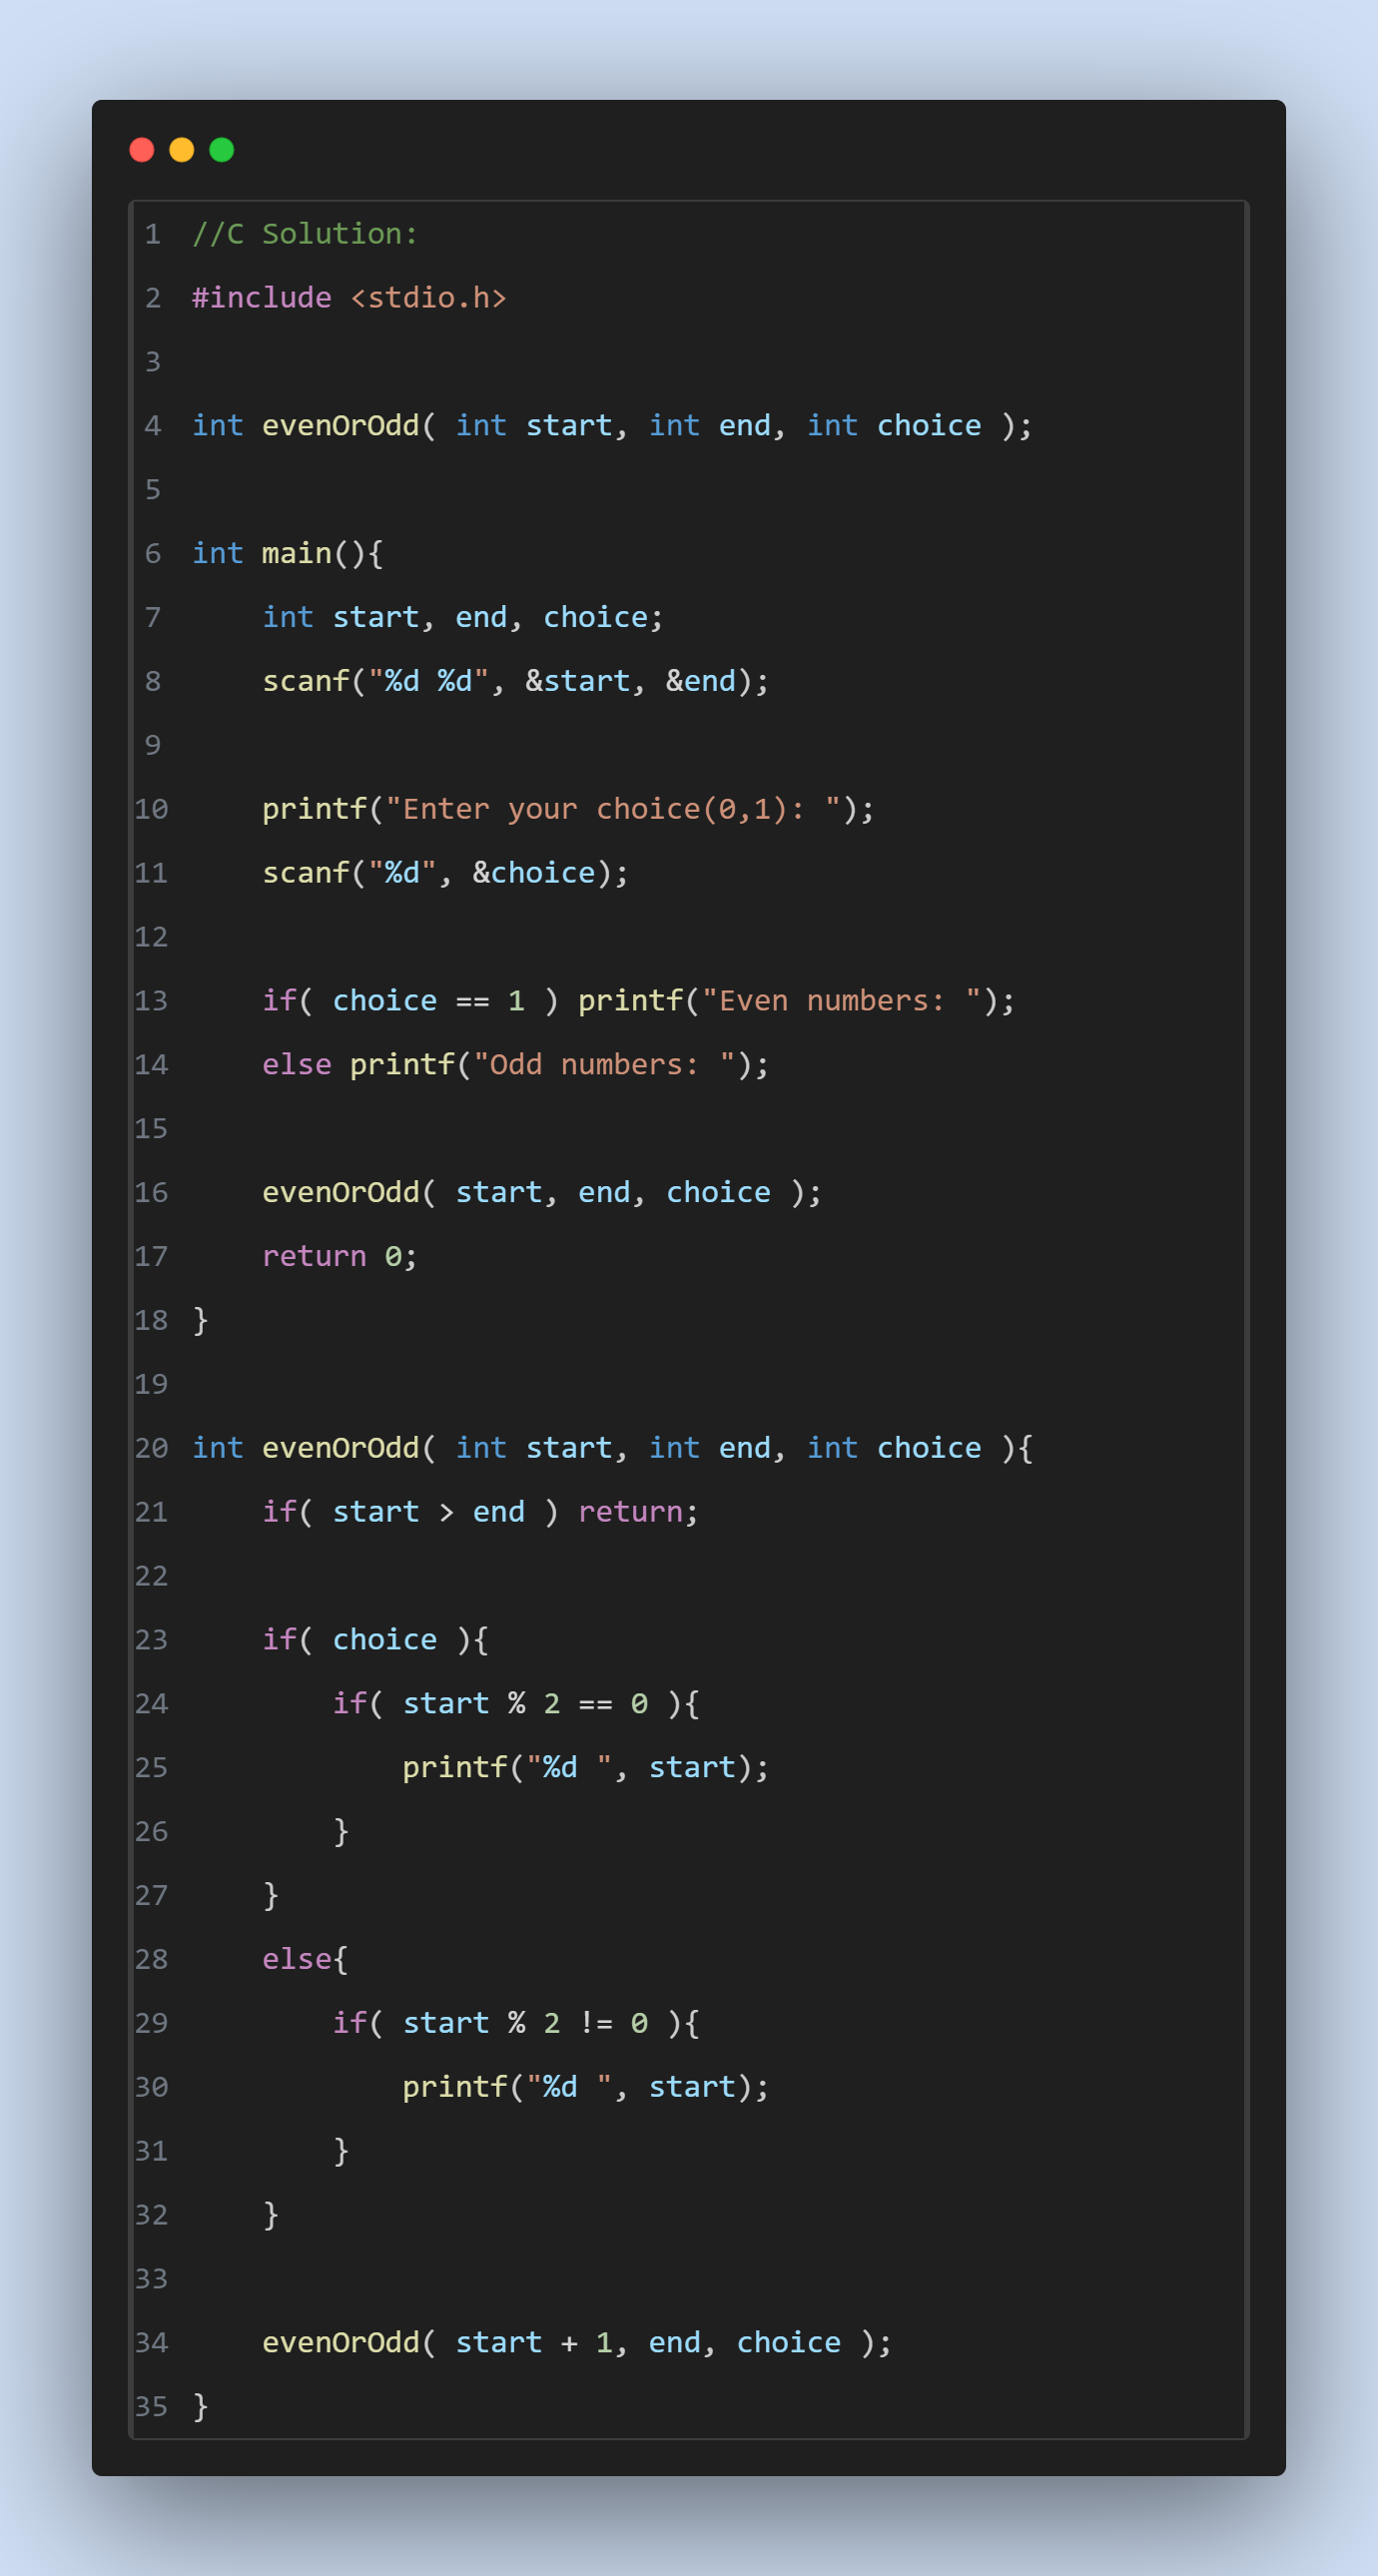 1 //C Solution:
2 #include <stdio.h>
3
4 int evenOrOdd( int start, int end, int choice );
5
6 int main(){
7     int start, end, choice;
8     scanf("%d %d", &start, &end);
9
10     printf("Enter your choice(0,1): ");
11     scanf("%d", &choice);
12
13     if( choice == 1 ) printf("Even numbers: ");
14     else printf("Odd numbers: ");
15
16     evenOrOdd( start, end, choice );
17     return 0;
18 }
19
20 int evenOrOdd( int start, int end, int choice ){
21     if( start > end ) return;
22
23     if( choice ){
24         if( start % 2 == 0 ){
25             printf("%d ", start);
26         }
27     }
28     else{
29         if( start % 2 != 0 ){
30             printf("%d ", start);
31         }
32     }
33
34     evenOrOdd( start + 1, end, choice );
35 }